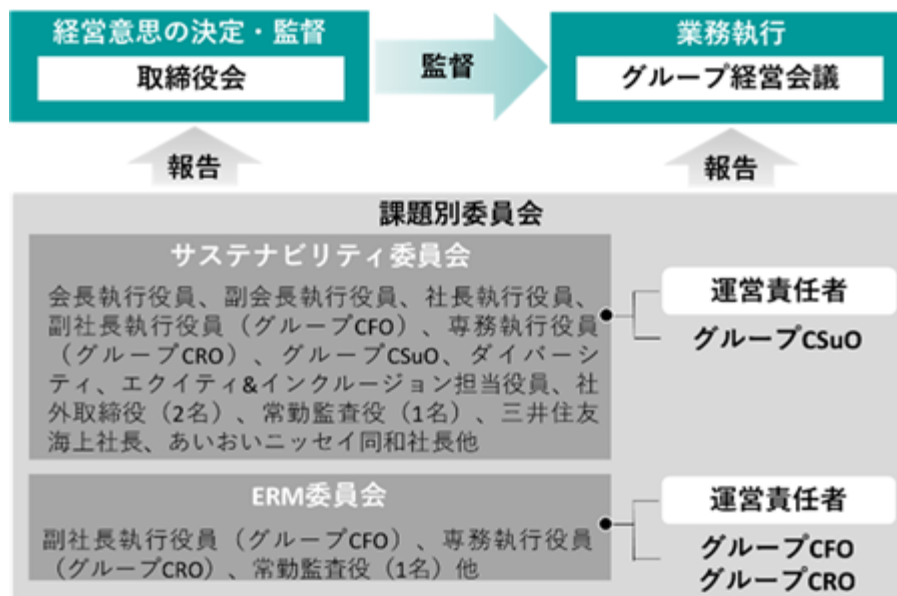 経営意思の決定・監督
取締役会
監督
業務執行
グループ経営会議
報告
報告
課題別委員会
サステナビリティ委員会
会長執行役員、副会長執行役員、社長執行役員、
副社長執行役員（グループCFO）、専務執行役員
（グループCRO）、グループCSuO、ダイバーシ
ティ、エクイティ&インクルージョン担当役員、社
外取締役（2名）、常勤監査役（1名）、三井住友
海上社長、あいおいニッセイ同和社長他
運営責任者
グループCSuO
ERM委員会
副社長執行役員（グループCFO）、専務執行役員
（グループCRO）、常勤監査役（1名）他
運営責任者
グループCFO
グループCRO